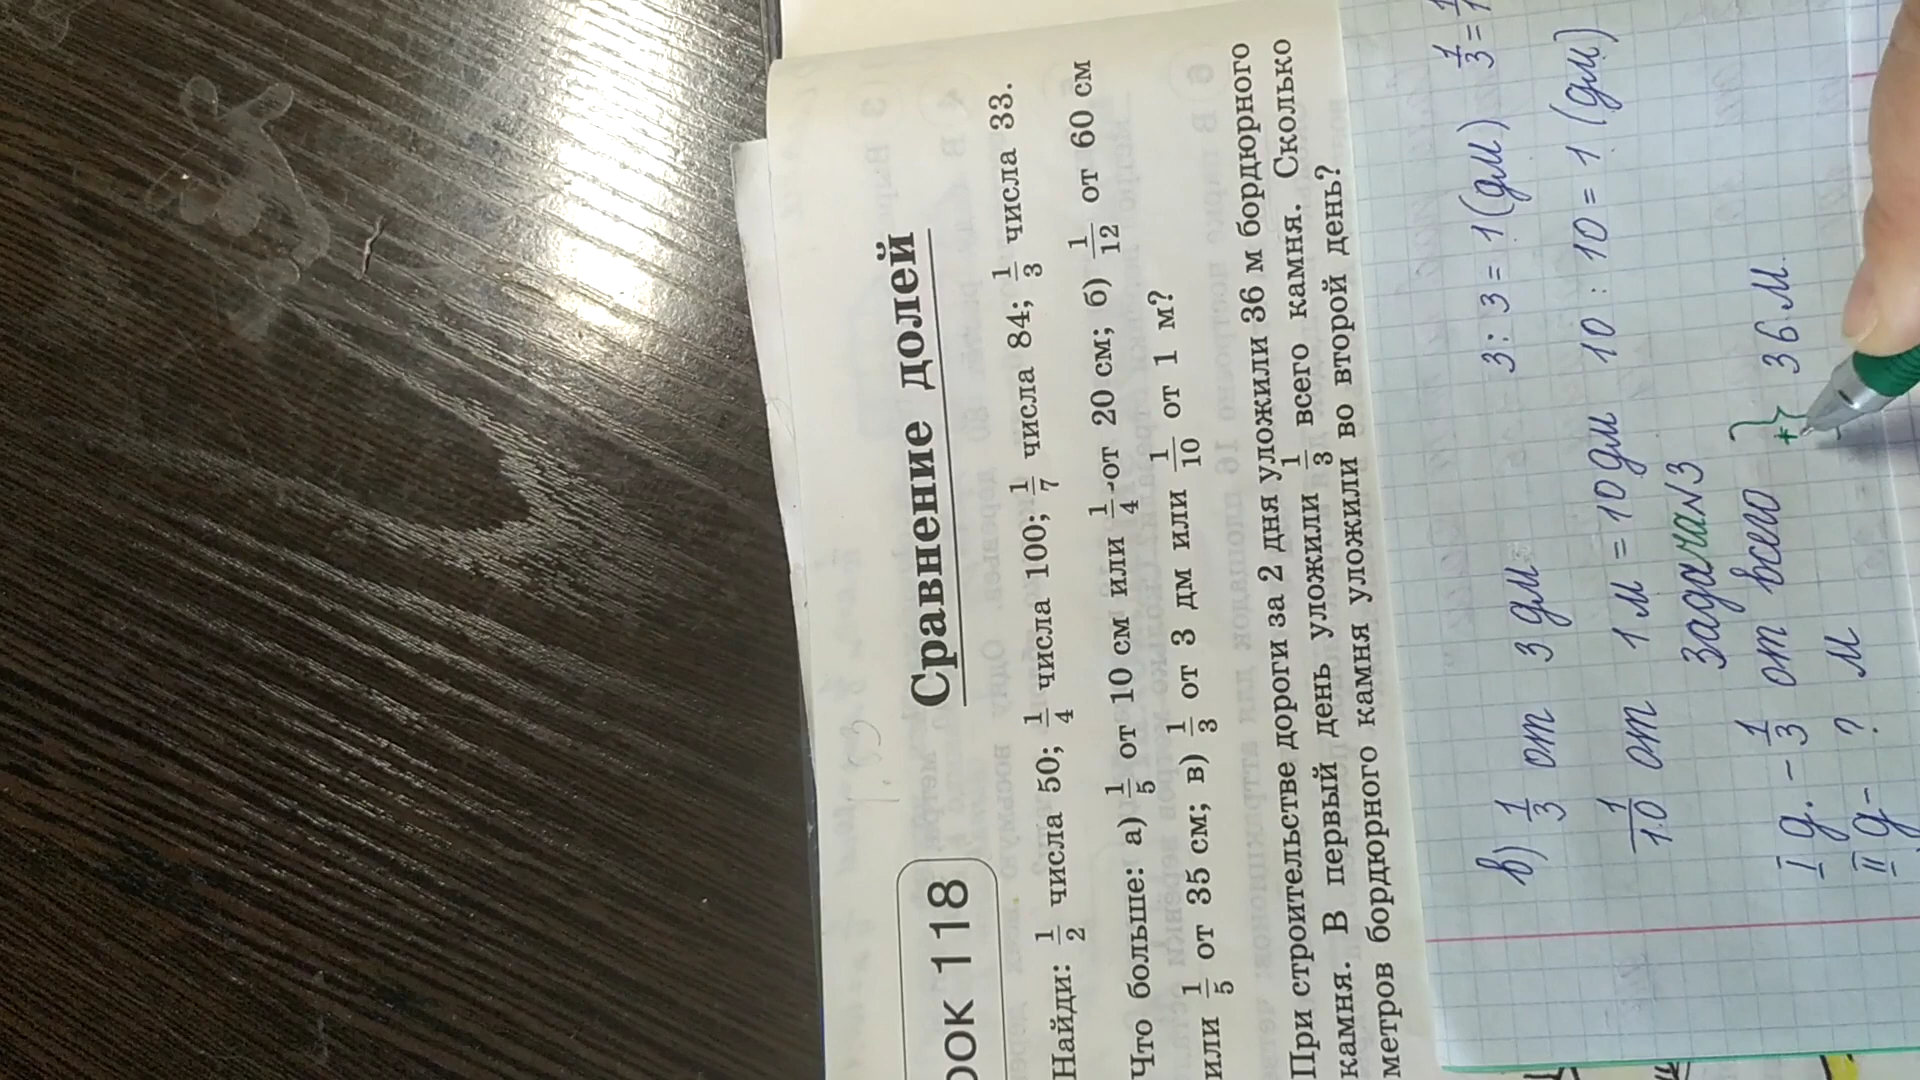 РОК 118
Сравнение долей
Найди: 1/2 числа 50; 1/4 числа 100; 1/7 числа 84; 1/3 числа 33.
Что больше: а) 1/5 от 10 см или 1/4 от 20 см; б) 1/12 от 60 см
или 1/5 от 35 см; в) 1/3 от 3 дм или 1/10 от 1 м?
При строительстве дороги за 2 дня уложили 36 м бордюрного
камня. В первый день уложили 1/3 всего камня. Сколько
метров бордюрного камня уложили во второй день?
в) 1/3 от 3 дм 3 : 3 = 1 (дм) 1/3 =
1/10 от 1 м = 10 дм 10 : 10 = 1 (дм)
Задача N3
I д. - 1/3 от всего } + 36 м.
II д - ? м